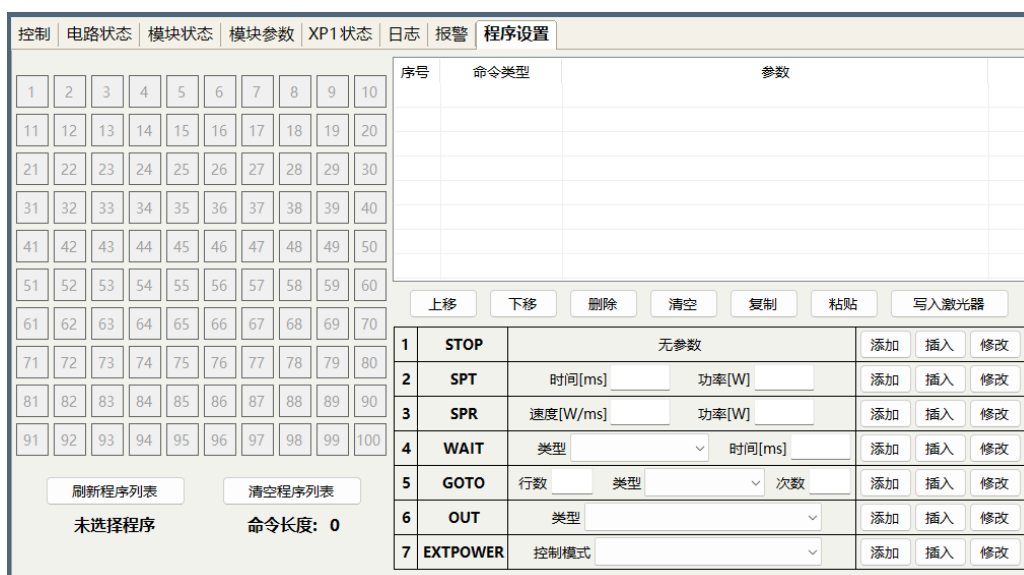 控制 电路状态 模块状态 模块参数 XP1状态 日志 报警 程序设置
序号 命令类型 参数
1 2 3 4 5 6 7 8 9 10
11 12 13 14 15 16 17 18 19 20
21 22 23 24 25 26 27 28 29 30
31 32 33 34 35 36 37 38 39 40
41 42 43 44 45 46 47 48 49 50
51 52 53 54 55 56 57 58 59 60
61 62 63 64 65 66 67 68 69 70
71 72 73 74 75 76 77 78 79 80
81 82 83 84 85 86 87 88 89 90
91 92 93 94 95 96 97 98 99 100
刷新程序列表 清空程序列表
未选择程序 命令长度: 0
上移 下移 删除 清空 复制 粘贴 写入激光器
1 STOP 无参数 添加 插入 修改
2 SPT 时间[ms] 功率[W] 添加 插入 修改
3 SPR 速度[W/ms] 功率[W] 添加 插入 修改
4 WAIT 类型 时间[ms] 添加 插入 修改
5 GOTO 行数 类型 次数 添加 插入 修改
6 OUT 类型 添加 插入 修改
7 EXTPOWER 控制模式 添加 插入 修改